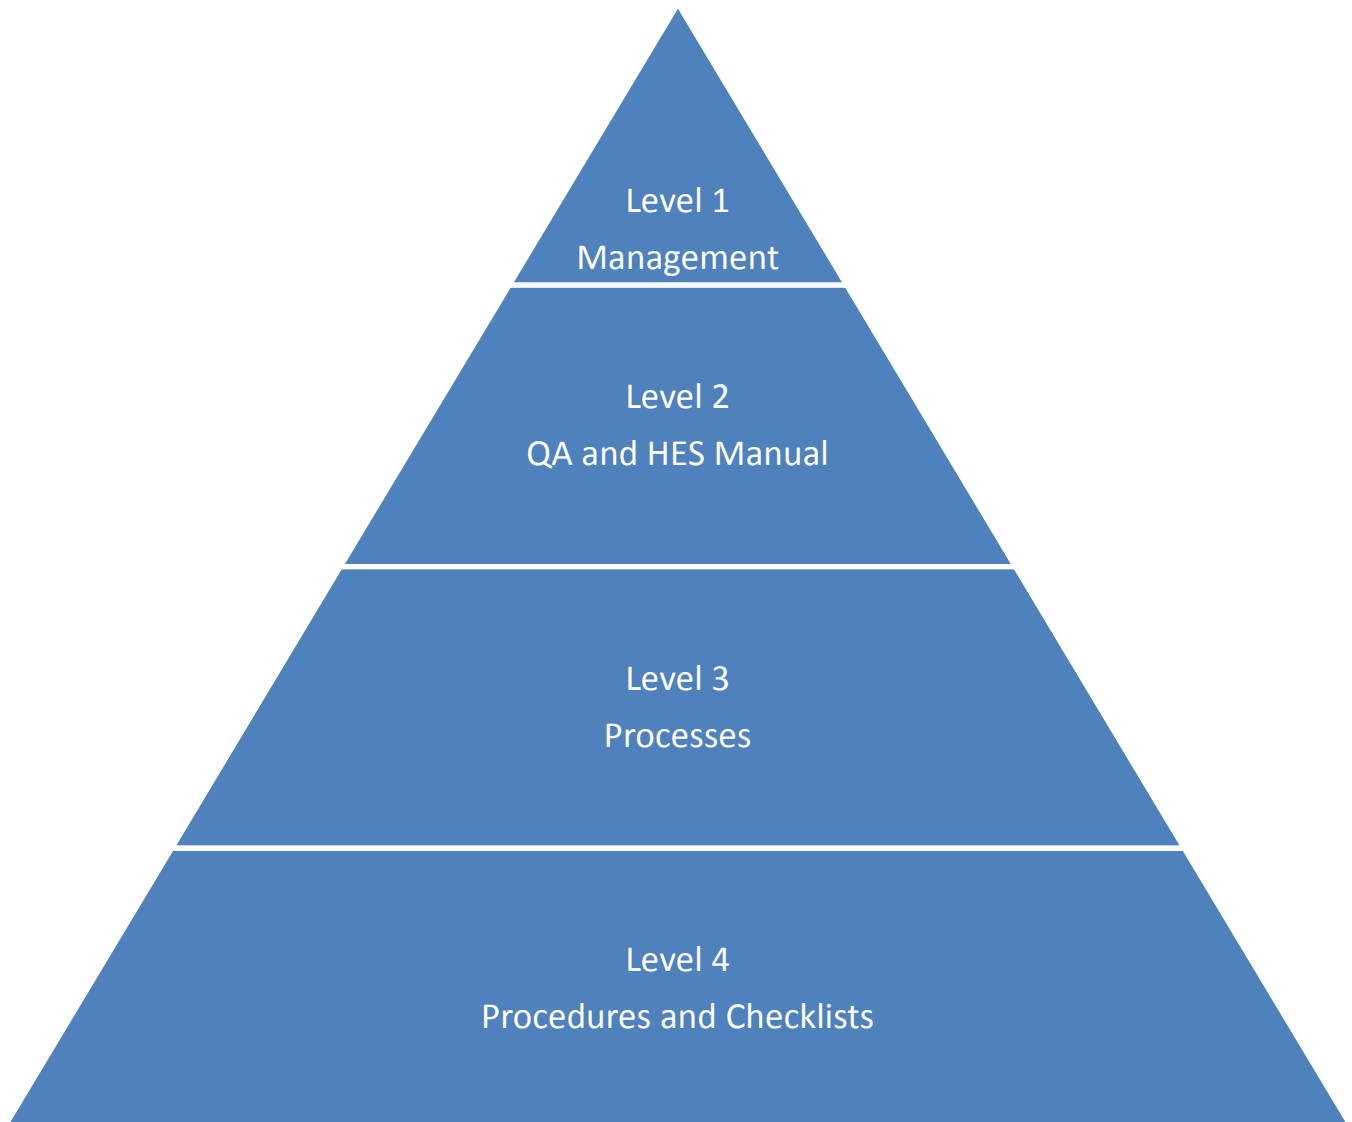 Level 1
Management
Level 2
QA and HES Manual
Level 3
Processes
Level 4
Procedures and Checklists